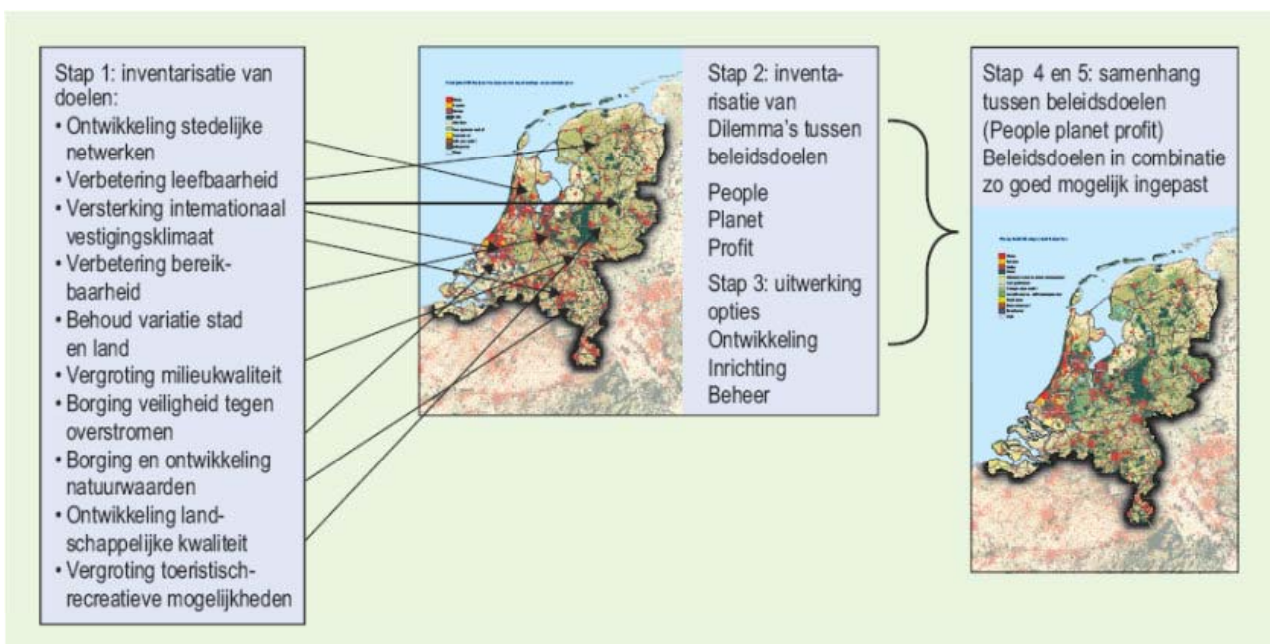 Stap 1: inventarisatie van
doelen:
• Ontwikkeling stedelijke
netwerken
• Verbetering leefbaarheid
• Versterking internationaal
vestigingsklimaat
• Verbetering bereik-
baarheid
• Behoud variatie stad
en land
• Vergroting milieukwaliteit
• Borging veiligheid tegen
overstromen
• Borging en ontwikkeling
natuurwaarden
• Ontwikkeling land-
schappelijke kwaliteit
• Vergroting toeristisch-
recreatieve mogelijkheden
Stap 2: inventa-
risatie van
Dilemma's tussen
beleidsdoelen
People
Planet
Profit
Stap 3: uitwerking
opties
Ontwikkeling
Inrichting
Beheer
Stap 4 en 5: samenhang
tussen beleidsdoelen
(People planet profit)
Beleidsdoelen in combinatie
zo goed mogelijk ingepast